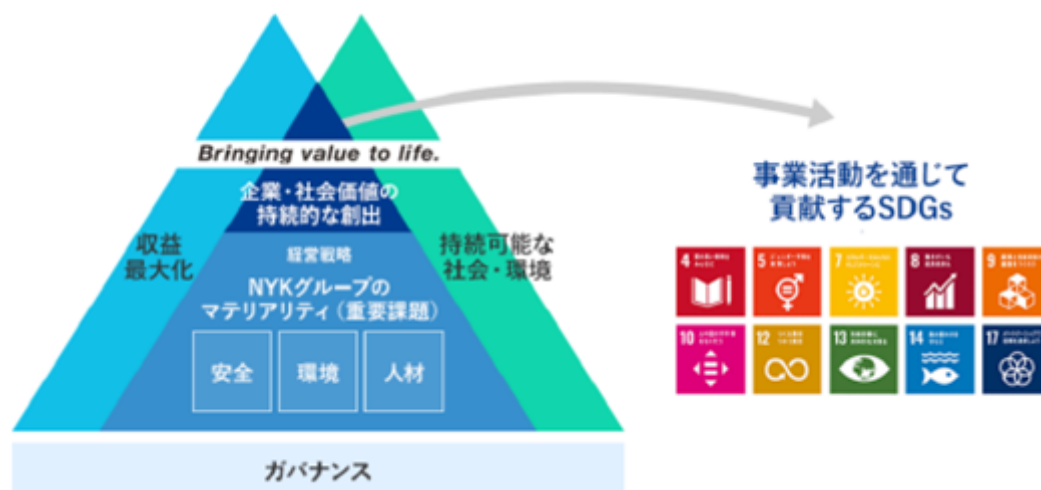 Bringing value to life.
企業・社会価値の
持続的な創出
収益
最大化
経営戦略
持続可能な
社会・環境
NYKグループの
マテリアリティ（重要課題）
安全
環境
人材
ガバナンス
事業活動を通じて
貢献するSDGs
4
5
7
8
9
10
12
13
14
17